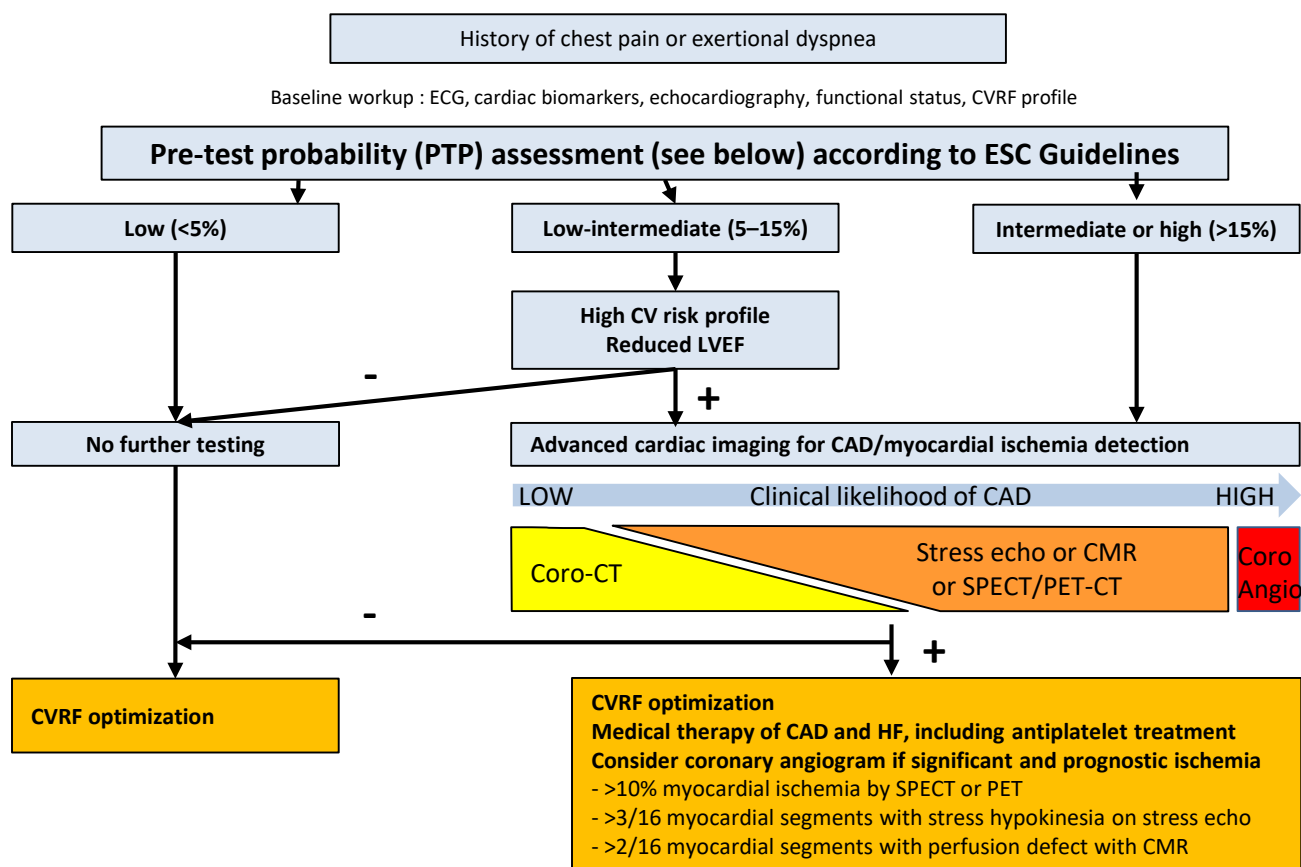 History of chest pain or exertional dyspnea
Baseline workup : ECG, cardiac biomarkers, echocardiography, functional status, CVRF profile
Pre-test probability (PTP) assessment (see below) according to ESC Guidelines
Low (<5%)
Low-intermediate (5–15%)
Intermediate or high (>15%)
High CV risk profile
Reduced LVEF
-
+
No further testing
Advanced cardiac imaging for CAD/myocardial ischemia detection
LOW
Clinical likelihood of CAD
HIGH
Coro-CT
Stress echo or CMR
or SPECT/PET-CT
Coro
Angio
-
+
CVRF optimization
CVRF optimization
Medical therapy of CAD and HF, including antiplatelet treatment
Consider coronary angiogram if significant and prognostic ischemia
- >10% myocardial ischemia by SPECT or PET
- >3/16 myocardial segments with stress hypokinesia on stress echo
- >2/16 myocardial segments with perfusion defect with CMR